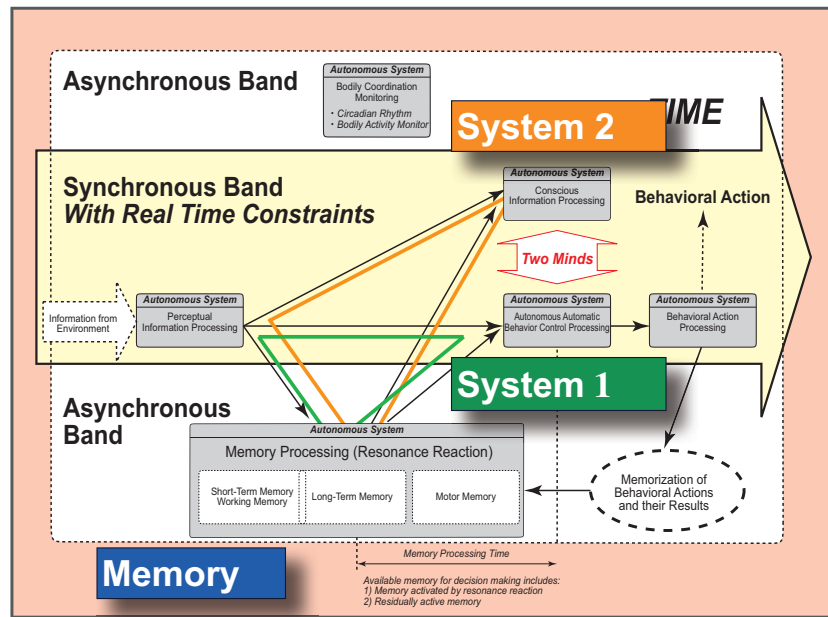 Asynchronous Band
Autonomous System
Bodily Coordination
Monitoring
• Circadian Rhythm
• Bodily Activity Monitor
System 2
Synchronous Band
With Real Time Constraints
Autonomous System
Conscious
Information Processing
Behavioral Action
Two Minds
Information from
Environment
Autonomous System
Perceptual
Information Processing
Autonomous System
Autonomous Automatic
Behavior Control Processing
Autonomous System
Behavioral Action
Processing
System 1
Asynchronous
Band
Autonomous System
Memory Processing (Resonance Reaction)
Short-Term Memory
Working Memory
Long-Term Memory
Motor Memory
Memorization of
Behavioral Actions
and their Results
Memory
Memory Processing Time
Available memory for decision making includes:
1) Memory activated by resonance reaction
2) Residually active memory